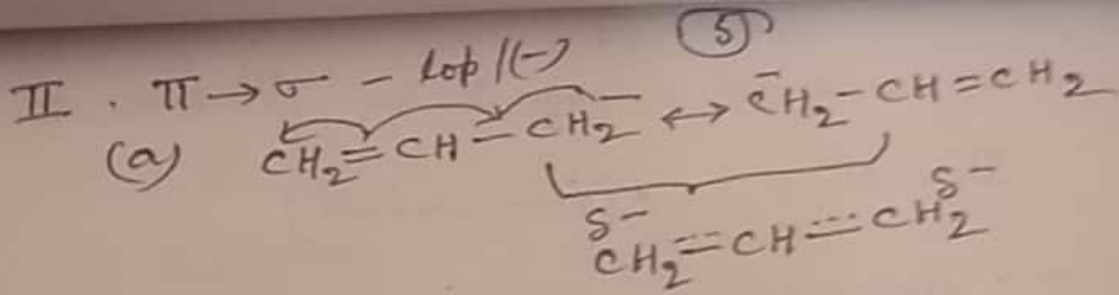 (5)
II . π → σ - lop/(-)
(a) CH₂=CH-CH₂⁻ ↔ C̄H₂-CH=CH₂
δ- δ-
CH₂=CH=CH₂